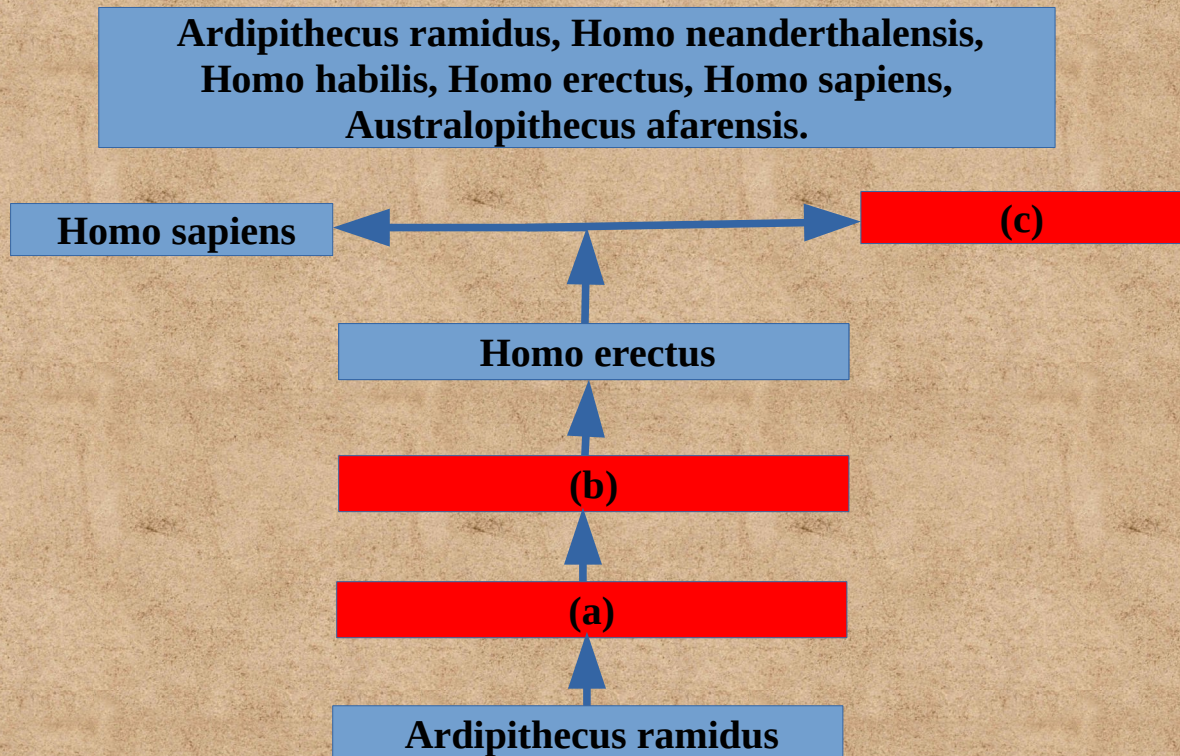 Ardipithecus ramidus, Homo neanderthalensis,
Homo habilis, Homo erectus, Homo sapiens,
Australopithecus afarensis.
Homo sapiens
(c)
Homo erectus
(b)
(a)
Ardipithecus ramidus